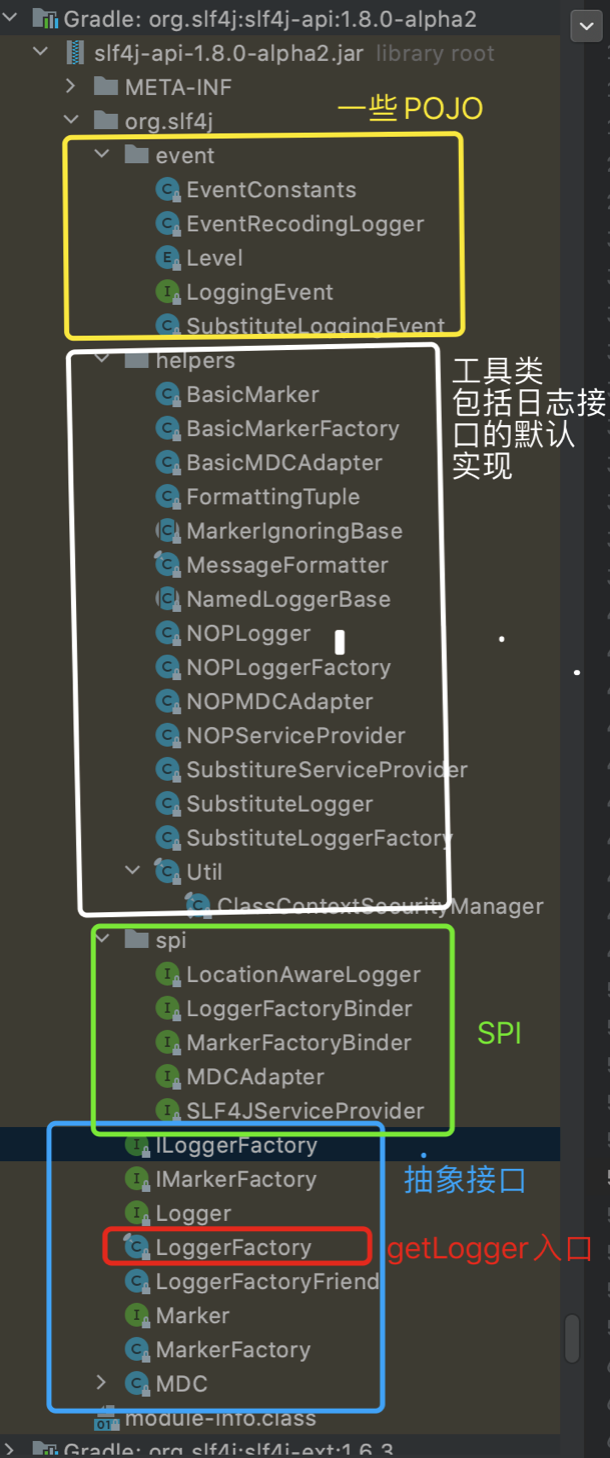 Gradle: org.slf4j:slf4j-api:1.8.0-alpha2
slf4j-api-1.8.0-alpha2.jar library root
META-INF
org.slf4j
一些POJO
event
EventConstants
EventRecodingLogger
Level
LoggingEvent
SubstituteLoggingEvent
helpers
工具类
包括日志接
口的默认
实现
BasicMarker
BasicMarkerFactory
BasicMDCAdapter
FormattingTuple
MarkerIgnoringBase
MessageFormatter
NamedLoggerBase
NOPLogger
NOPLoggerFactory
NOPMDCAdapter
NOPServiceProvider
SubstitureServiceProvider
SubstituteLogger
SubstituteLoggerFactory
Util
ClassContextSecurityManager
spi
LocationAwareLogger
LoggerFactoryBinder
SPI
MarkerFactoryBinder
MDCAdapter
SLF4JServiceProvider
ILoggerFactory
IMarkerFactory
抽象接口
Logger
LoggerFactory
getLogger入口
LoggerFactoryFriend
Marker
MarkerFactory
MDC
module-info.class
Gradle: org.slf4j:slf4j-ext:1.6.3